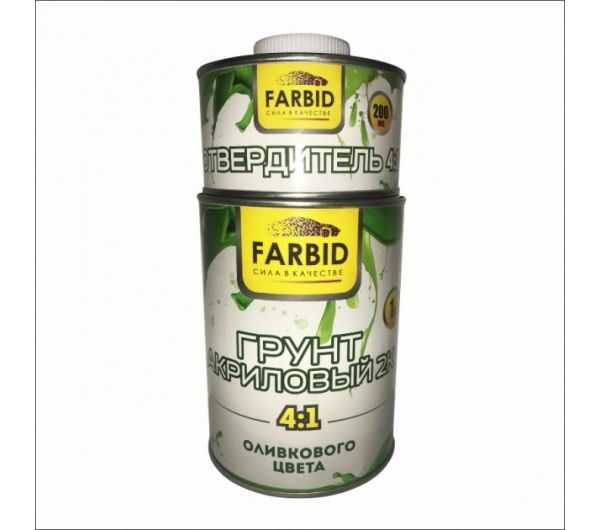 FARBID
СИЛА В КАЧЕСТВЕ
200
ОТВЕРДИТЕЛЬ 4:1
FARBID
СИЛА В КАЧЕСТВЕ
ГРУНТ
АКРИЛОВЫЙ 2К
4:1
ОЛИВКОВОГО
ЦВЕТА